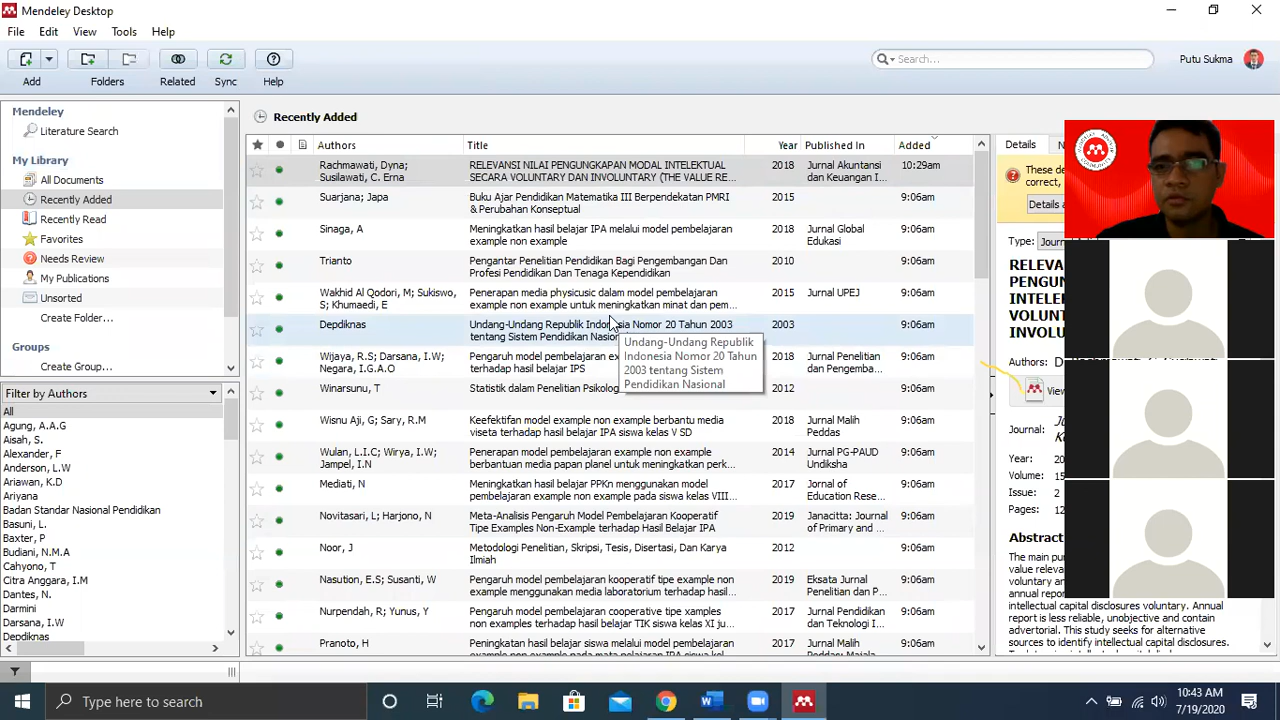 Mendeley Desktop
File Edit View Tools Help
Add Folders Related Sync Help
Search...
Putu Sukma
Mendeley
Literature Search
My Library
All Documents
Recently Added
Recently Read
Favorites
Needs Review
My Publications
Unsorted
Create Folder...
Groups
Create Group...
Filter by Authors
All
Agung, A.A.G
Aisah, S.
Alexander, F
Anderson, L.W
Ariawan, K.D
Ariyana
Badan Standar Nasional Pendidikan
Basuni, L.
Baxter, P
Budiani, N.M.A
Cahyo, T
Citra Anggara, I.M
Dantes, N.
Darmini
Darsana, I.W
Depdiknas
Recently Added
Authors Title Year Published In Added
Rachmawati, Dyna; RELEVANSI NILAI PENGUNGKAPAN MODAL INTELEKTUAL 2018 Jurnal Akuntansi 10:29am
Susilawati, C. Erna SECARA VOLUNTARY DAN INVOLUNTARY (THE VALUE RE... dan Keuangan I...
Suarjana; Japa Buku Ajar Pendidikan Matematika III Berpendekatan PMRI 2015 9:06am
& Perubahan Konseptual
Sinaga, A Meningkatkan hasil belajar IPA melalui model pembelajaran 2018 Jurnal Global 9:06am
example non example Edukasi
Trianto Pengantar Penelitian Pendidikan Bagi Pengembangan Dan 2010 9:06am
Profesi Pendidikan Dan Tenaga Kependidikan
Wakhid Al Qodori, M; Sukiswo, Penerapan media physicusic dalam model pembelajaran 2015 Jurnal UPEJ 9:06am
S; Khumaedi, E example non example untuk meningkatkan minat dan pem...
Depdiknas Undang-Undang Republik Indonesia Nomor 20 Tahun 2003 2003 9:06am
tentang Sistem Pendidikan Nasion
Undang-Undang Republik
Indonesia Nomor 20 Tahun
2003 tentang Sistem
Pendidikan Nasional
Wijaya, R.S; Darsana, I.W; Pengaruh model pembelajaran ex 2018 Jurnal Penelitian 9:06am
Negara, I.G.A.O terhadap hasil belajar IPS dan Pengemba...
Winarsunu, T Statistik dalam Penelitian Psikolog 2012 9:06am
Wisnu Aji, G; Sary, R.M Keefektifan model example non example berbantu media 2018 Jurnal Malih 9:06am
viseta terhadap hasil belajar IPA siswa kelas V SD Peddas
Wulan, L.I.C; Wirya, I.W; Penerapan model pembelajaran example non example 2014 Jurnal PG-PAUD 9:06am
Jampel, I.N berbantuan media papan planel untuk meningkatkan perk... Undiksha
Mediati, N Meningkatkan hasil belajar PPKn menggunakan model 2017 Jornal of 9:06am
pembelajaran example non example pada siswa kelas VIII... Education Rese...
Novitasari, L; Harjono, N Meta-Analisis Pengaruh Model Pembelajaran Kooperatif 2019 Janacitta: Journal 9:06am
Tipe Examples Non-Example terhadap Hasil Belajar IPA of Primary and ...
Noor, J Metodologi Penelitian, Skripsi, Tesis, Disertasi, Dan Karya 2012 9:06am
Ilmiah
Nasution, E.S; Susanti, W Pengaruh model pembelajaran kooperatif tipe example non 2019 Eksata Jurnal 9:06am
example menggunakan media laboratorium terhadap hasil... Penelitian dan P...
Nurpendah, R; Yunus, Y Pengaruh model pembelajaran cooperative tipe xamples 2017 Jurnal Pendidikan 9:06am
non examples terhadap hasil belajar TIK siswa kelas XI ju... dan Teknologi I...
Pranoto, H Peningkatan hasil belajar siswa melalui model pembelajaran 2017 Jurnal Malih 9:06am
Details N
These de
correct,
Details a
Type: Jour
RELEV
PENGU
INTELE
VOLUN
INVOLU
Authors: D
View
Journal: Ju
Ke
Year: 20
Volume: 15
Issue: 2
Pages: 12
Abstract
The main pu
value releva
voluntary an
annual repor
intellectual capital disclosures voluntary. Annual
report is less reliable, unobjective and contain
advertorial. This study seeks for alternative
sources to identify intellectual capital disclosures.
Type here to search
10:43 AM
7/19/2020